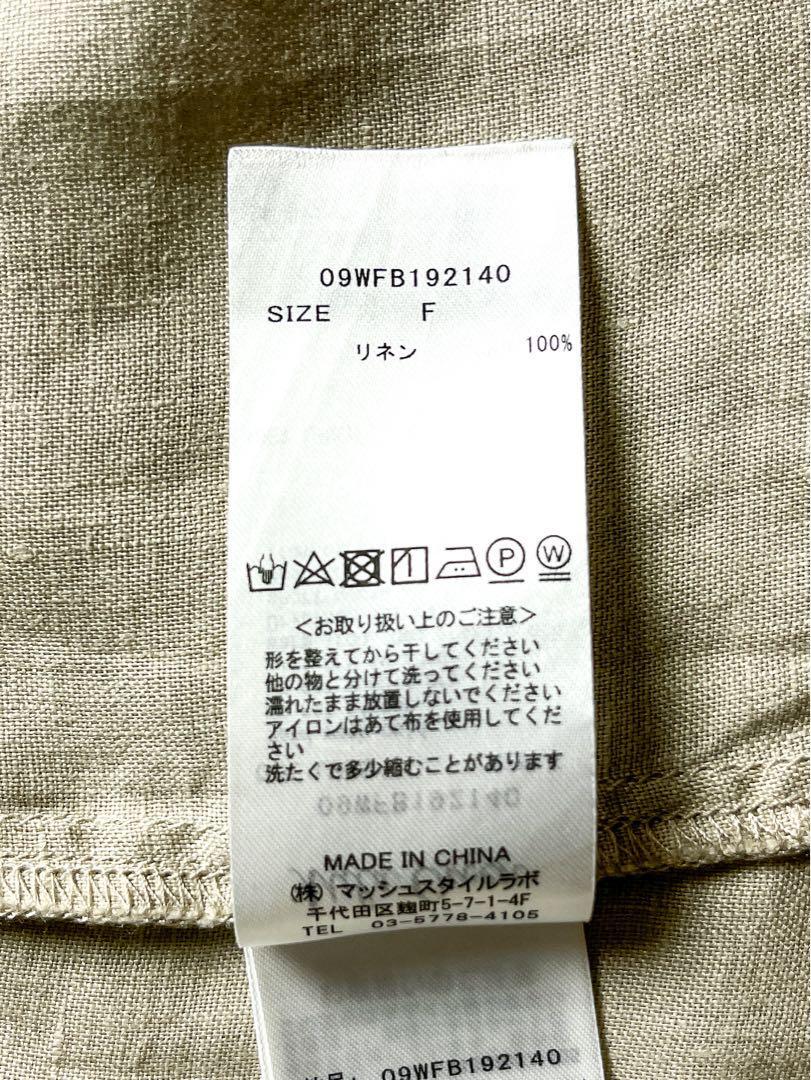 09WFB192140
SIZE F
リネン 100%
P W
<お取り扱い上のご注意>
形を整えてから干してください
他の物と分けて洗ってください
濡れたまま放置しないでください
アイロンはあて布を使用してくだ
さい
洗たくで多少縮むことがあります
MADE IN CHINA
(株)マッシュスタイルラボ
千代田区麹町5-7-1-4F
TEL 03-5778-4105
09WFB192140